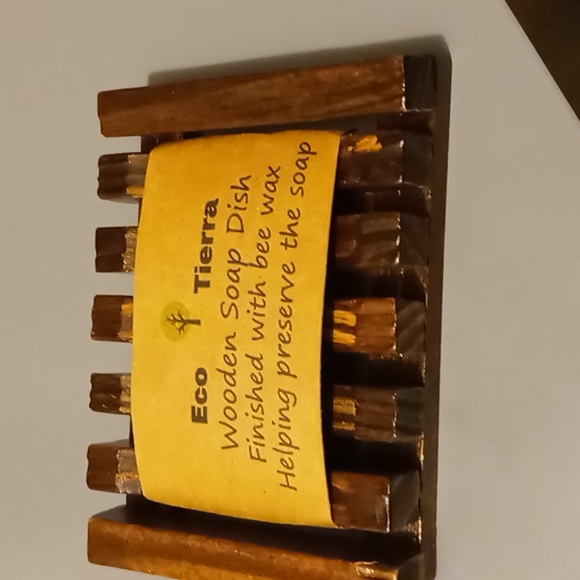 Eco Tierra
Wooden Soap Dish
Finished with bee wax
Helping preserve the soap